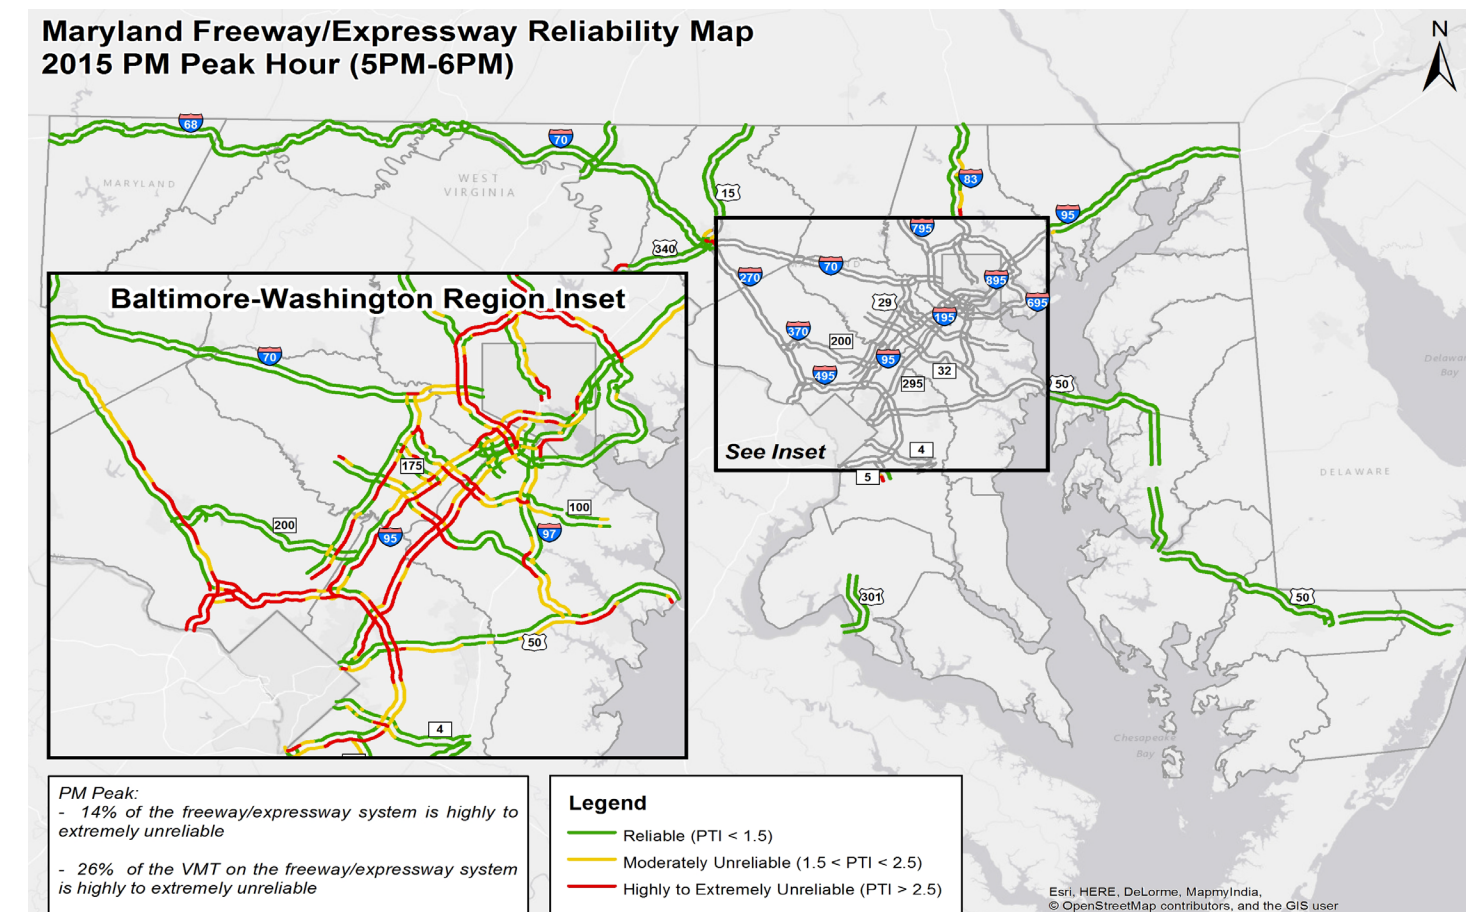 Maryland Freeway/Expressway Reliability Map
2015 PM Peak Hour (5PM-6PM)
N
68
70
83
15
95
MARYLAND
WEST
VIRGINIA
340
795
270
70
895
29
695
195
370
200
95
495
295
32
50
See Inset
4
5
Bay
DELAWARE
301
50
Chesapeake
Bay
Baltimore-Washington Region Inset
70
175
200
95
100
97
50
4
PM Peak:
- 14% of the freeway/expressway system is highly to
extremely unreliable
- 26% of the VMT on the freeway/expressway system
is highly to extremely unreliable
Legend
Reliable (PTI < 1.5)
Moderately Unreliable (1.5 < PTI < 2.5)
Highly to Extremely Unreliable (PTI > 2.5)
Esri, HERE, DeLorme, MapmyIndia,
© OpenStreetMap contributors, and the GIS user